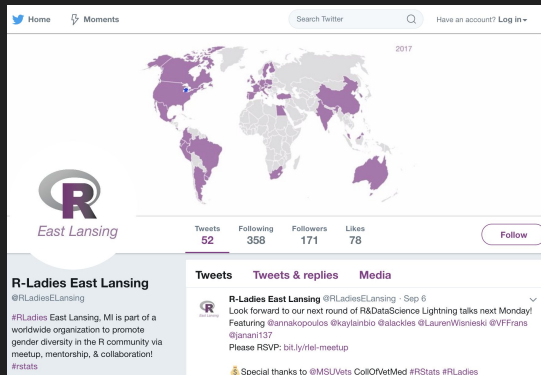 Home
Moments
Search Twitter
Have an account? Log in
2017
R
East Lansing
Tweets
52
Following
358
Followers
171
Likes
78
Follow
R-Ladies East Lansing
@RLadiesELansing
#RLadies East Lansing, MI is part of a
worldwide organization to promote
gender diversity in the R community via
meetup, mentorship, & collaboration!
#rstats
Tweets Tweets & replies Media
R-Ladies East Lansing @RLadiesELansing · Sep 6
Look forward to our next round of R&DataScience Lightning talks next Monday!
Featuring @annakopoulos @kaylainbio @alackles @LaurenWisnieski @VFFrans
@janani137
Please RSVP: bit.ly/rlel-meetup
💰Special thanks to @MSUVets CollOfVetMed #RStats #RLadies